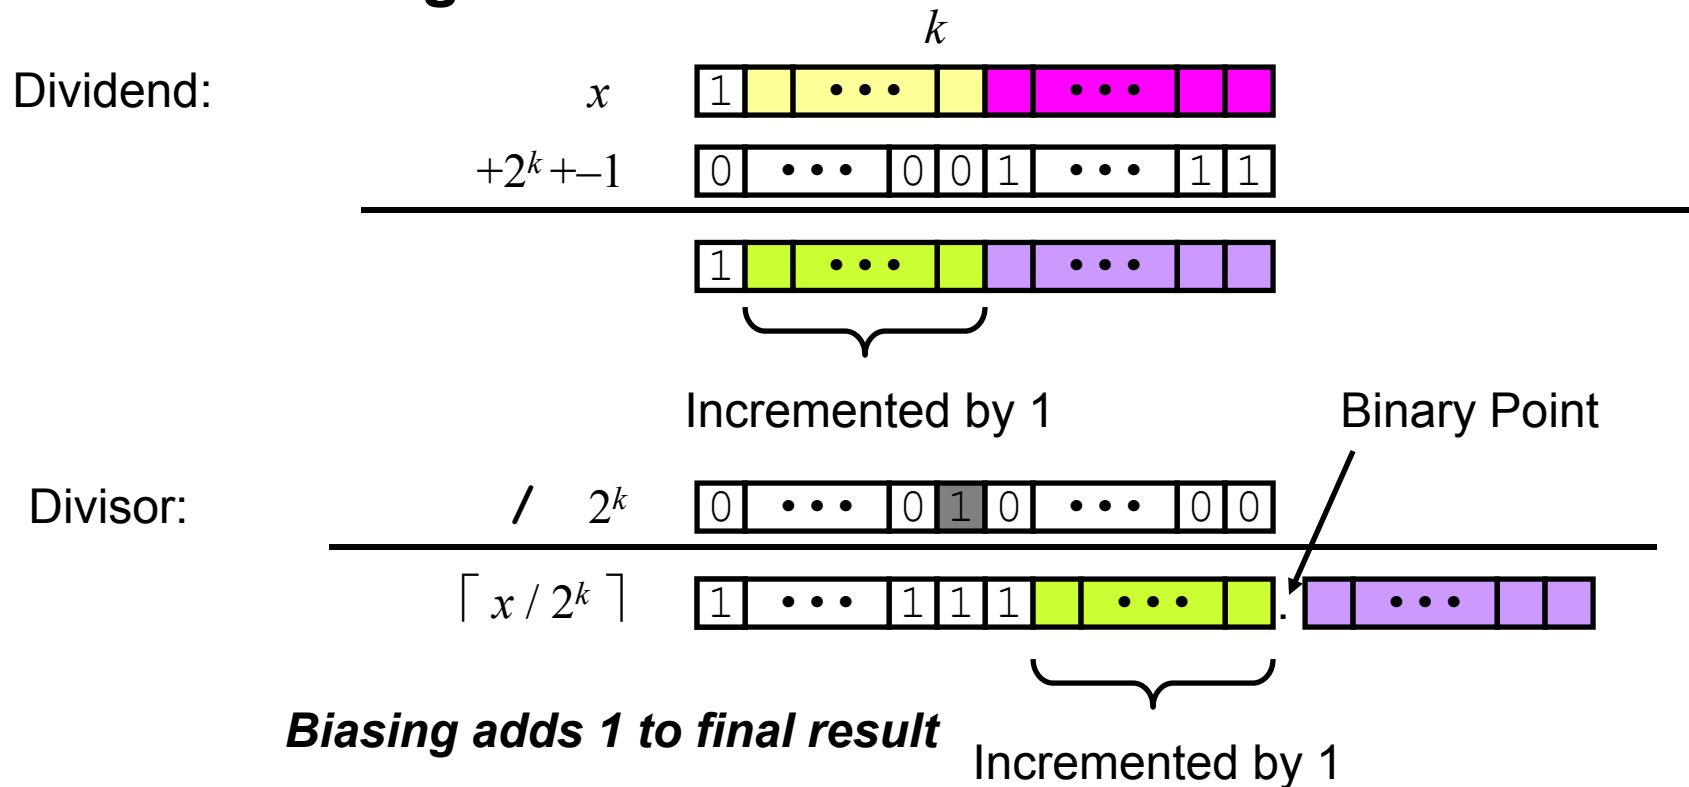 k
Dividend: x 1 ••• •••
+2^k +–1 0 ••• 0 0 1 ••• 1 1
1 ••• •••
Incremented by 1 Binary Point
Divisor: / 2^k 0 ••• 0 1 0 ••• 0 0
⌈ x / 2^k ⌉ 1 ••• 1 1 1 ••• . •••
Biasing adds 1 to final result
Incremented by 1